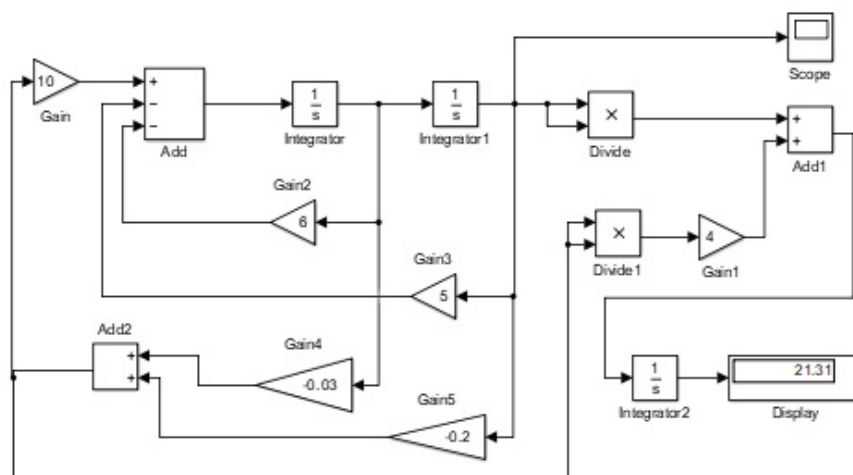 10
Gain
+
−
−
Add
1
s
Integrator
1
s
Integrator1
×
Divide
Scope
+
+
Add1
Gain2
6
×
Divide1
4
Gain1
Gain3
5
Add2
+
+
Gain4
-0.03
Gain5
-0.2
1
s
Integrator2
21.31
Display